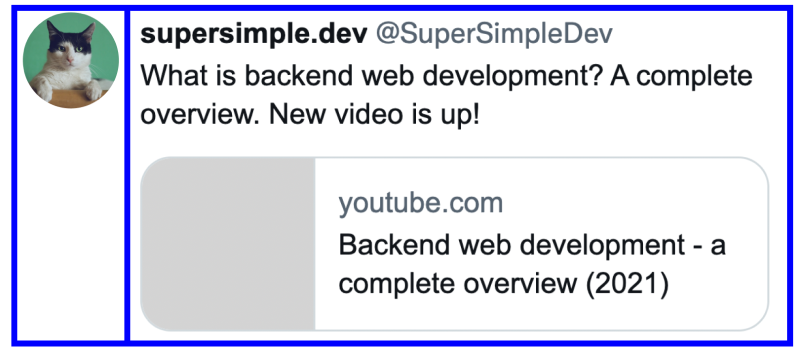 supersimple.dev @SuperSimpleDev
What is backend web development? A complete
overview. New video is up!
youtube.com
Backend web development - a
complete overview (2021)